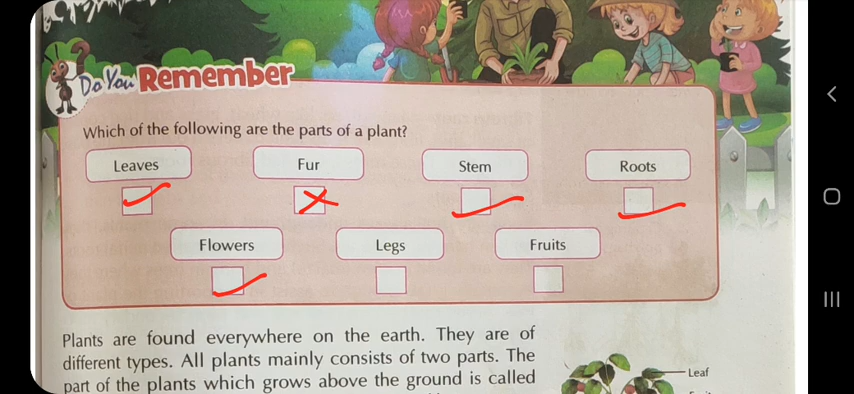 Do You Remember
Which of the following are the parts of a plant?
Leaves Fur Stem Roots
Flowers Legs Fruits
Plants are found everywhere on the earth. They are of
different types. All plants mainly consists of two parts. The
part of the plants which grows above the ground is called
Leaf